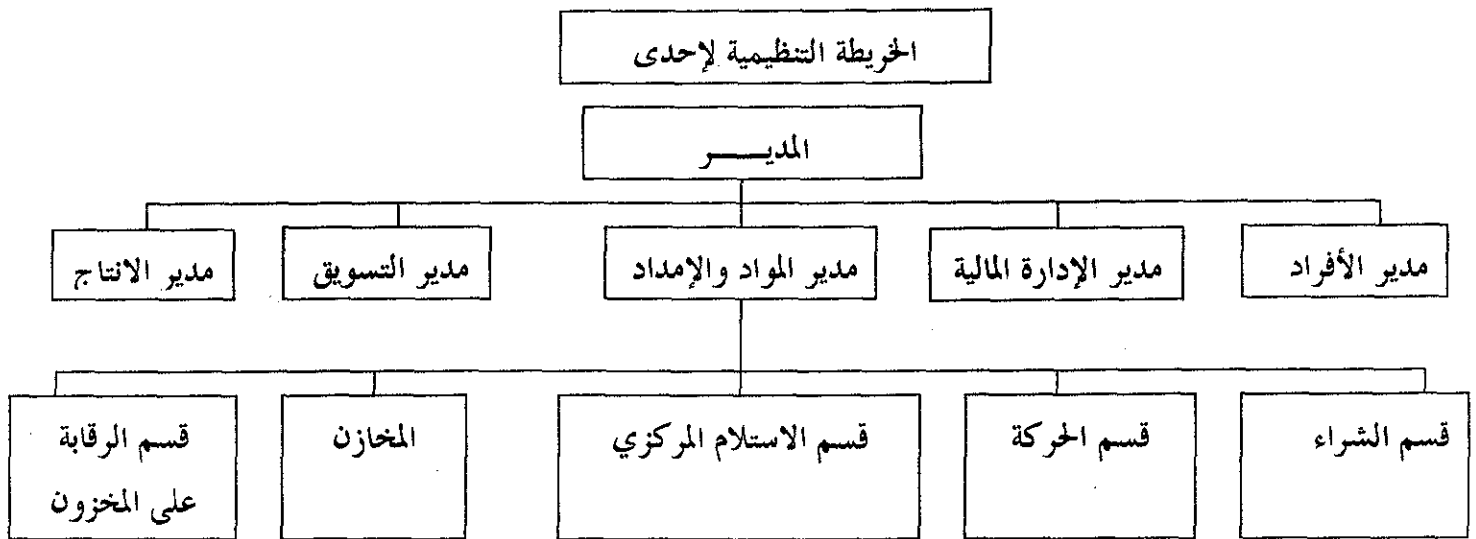 الخريطة التنظيمية لإحدى
المديـــــر
مدير الأفراد
مدير الإدارة المالية
مدير المواد والإمداد
مدير التسويق
مدير الانتاج
قسم الشراء
قسم الحركة
قسم الاستلام المركزي
المخازن
قسم الرقابة
على المخزون